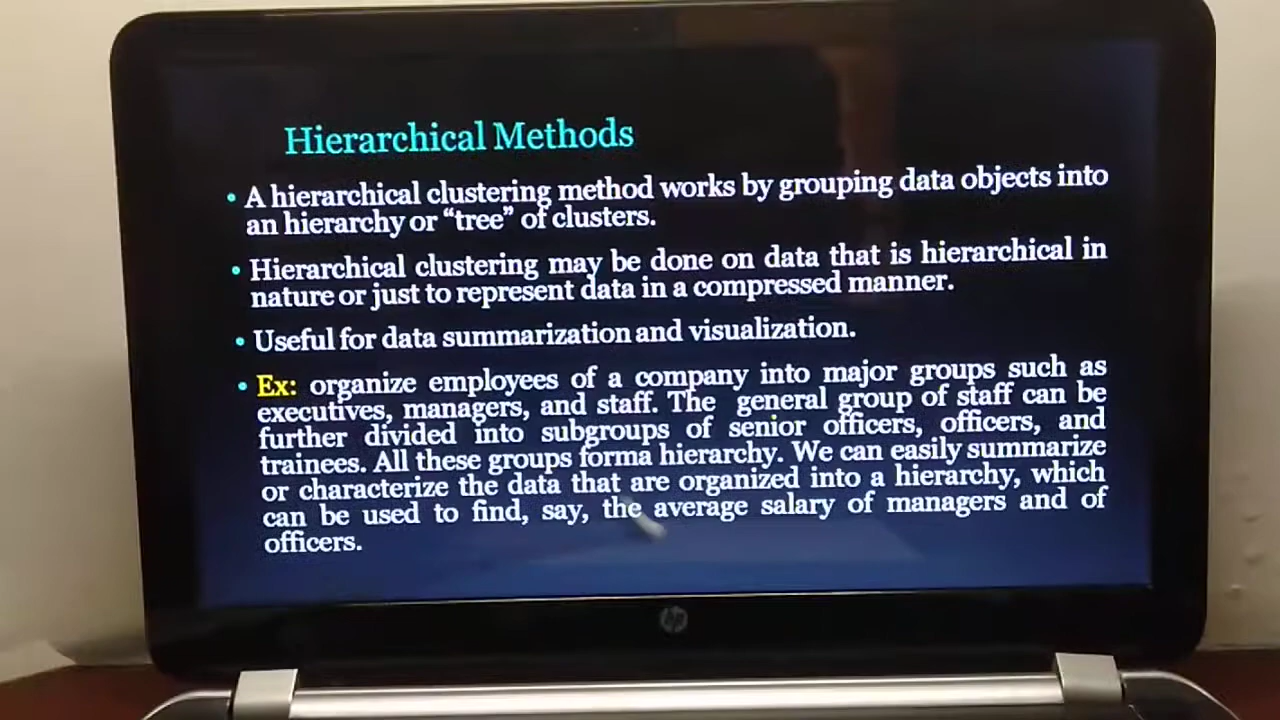 Hierarchical Methods
• A hierarchical clustering method works by grouping data objects into
an hierarchy or “tree” of clusters.
• Hierarchical clustering may be done on data that is hierarchical in
nature or just to represent data in a compressed manner.
• Useful for data summarization and visualization.
• Ex: organize employees of a company into major groups such as
executives, managers, and staff. The general group of staff can be
further divided into subgroups of senior officers, officers, and
trainees. All these groups forma hierarchy. We can easily summarize
or characterize the data that are organized into a hierarchy, which
can be used to find, say, the average salary of managers and of
officers.
hp